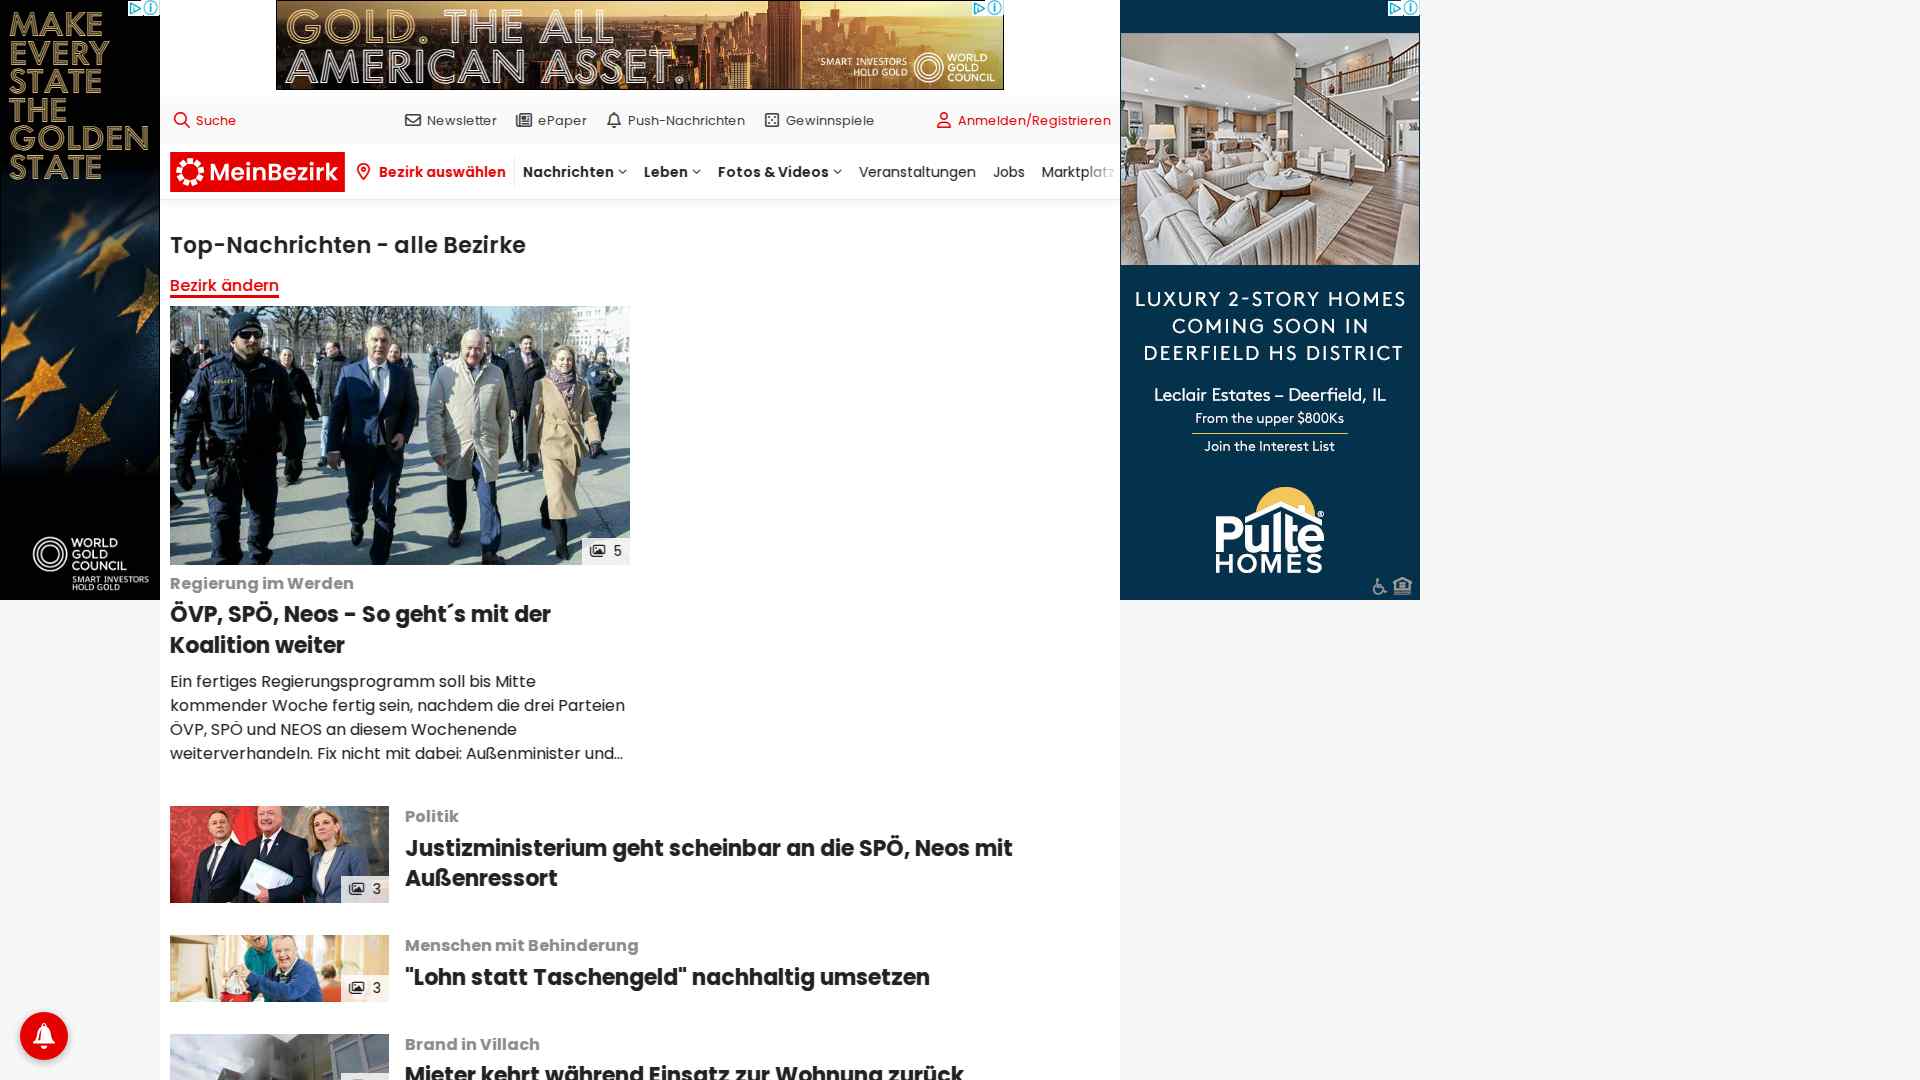 MAKE
EVERY
STATE
THE
GOLDEN
STATE
WORLD
GOLD
COUNCIL
SMART INVESTORS
HOLD GOLD
GOLD. THE ALL
AMERICAN ASSET.
SMART INVESTORS
HOLD GOLD
WORLD
GOLD
COUNCIL
Suche
Newsletter
ePaper
Push-Nachrichten
Gewinnspiele
Anmelden/Registrieren
MeinBezirk
Bezirk auswählen
Nachrichten
Leben
Fotos & Videos
Veranstaltungen
Jobs
Marktplatz
Top-Nachrichten - alle Bezirke
Bezirk ändern
5
Regierung im Werden
ÖVP, SPÖ, Neos - So geht´s mit der
Koalition weiter
Ein fertiges Regierungsprogramm soll bis Mitte
kommender Woche fertig sein, nachdem die drei Parteien
ÖVP, SPÖ und NEOS an diesem Wochenende
weiterverhandeln. Fix nicht mit dabei: Außenminister und...
3
Politik
Justizministerium geht scheinbar an die SPÖ, Neos mit
Außenressort
3
Menschen mit Behinderung
"Lohn statt Taschengeld" nachhaltig umsetzen
Brand in Villach
Mieter kehrt während Einsatz zur Wohnung zurück
LUXURY 2-STORY HOMES
COMING SOON IN
DEERFIELD HS DISTRICT
Leclair Estates – Deerfield, IL
From the upper $800Ks
Join the Interest List
Pulte®
HOMES